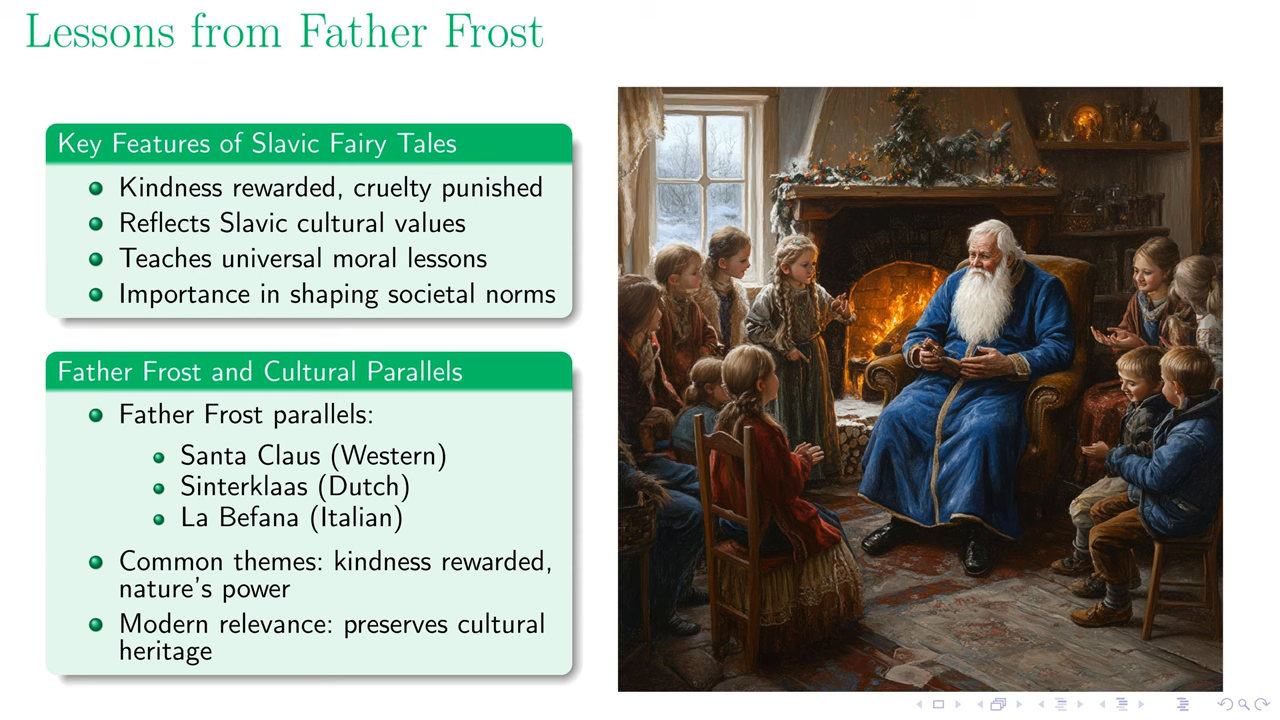 Lessons from Father Frost
Key Features of Slavic Fairy Tales
Kindness rewarded, cruelty punished
Reflects Slavic cultural values
Teaches universal moral lessons
Importance in shaping societal norms
Father Frost and Cultural Parallels
Father Frost parallels:
Santa Claus (Western)
Sinterklaas (Dutch)
La Befana (Italian)
Common themes: kindness rewarded,
nature's power
Modern relevance: preserves cultural
heritage